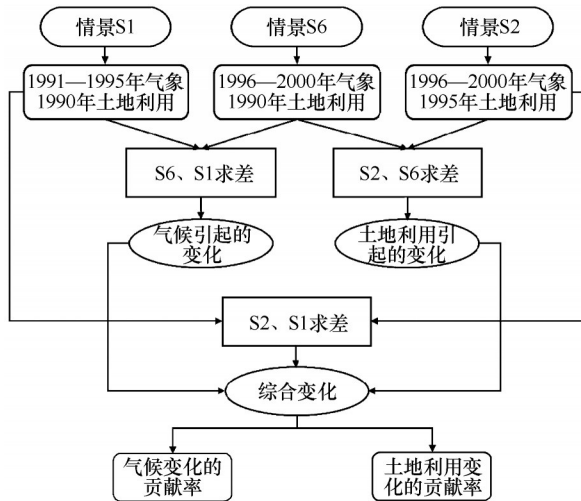 情景S1
情景S6
情景S2
1991—1995年气象
1990年土地利用
1996—2000年气象
1990年土地利用
1996—2000年气象
1995年土地利用
S6、S1求差
S2、S6求差
气候引起的
变化
土地利用引
起的变化
S2、S1求差
综合变化
气候变化的
贡献率
土地利用变
化的贡献率